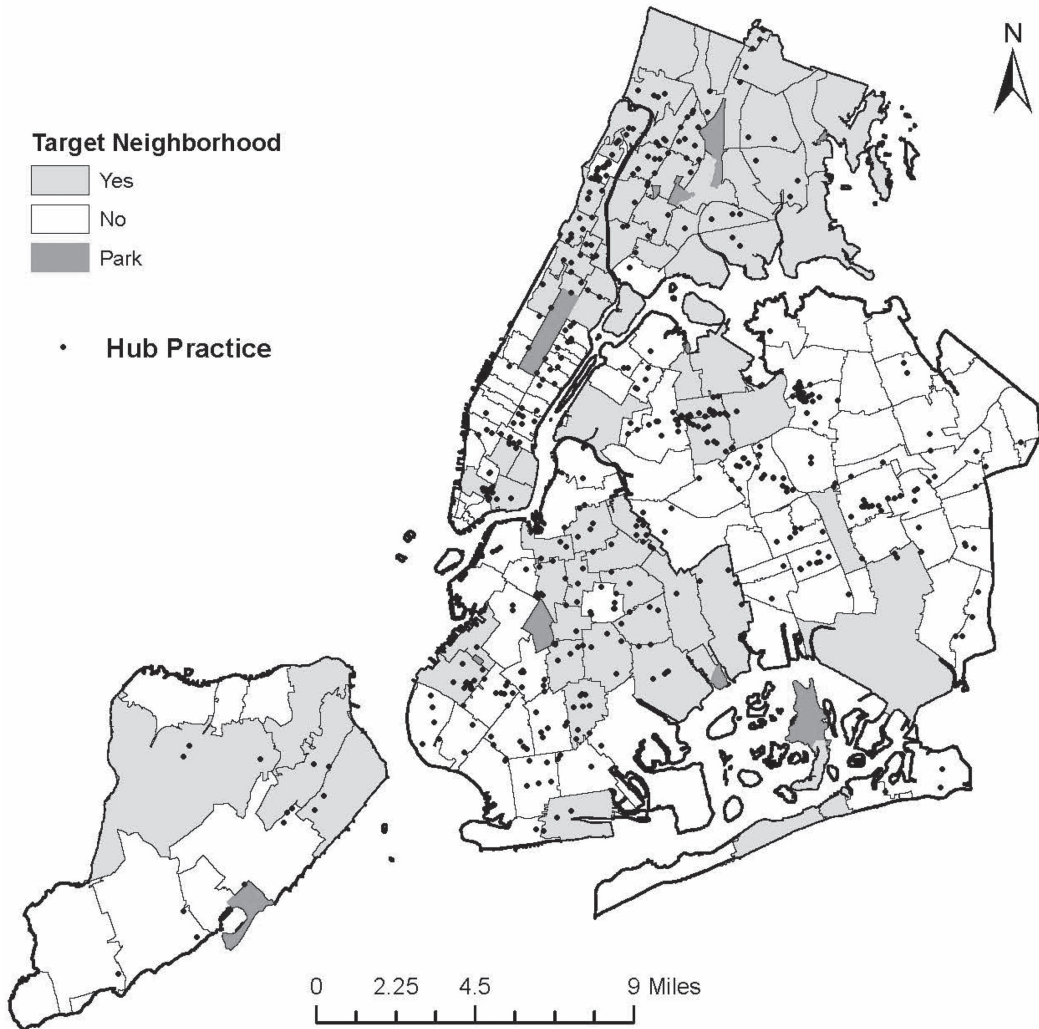 N
Target Neighborhood
Yes
No
Park
Hub Practice
0 2.25 4.5 9 Miles